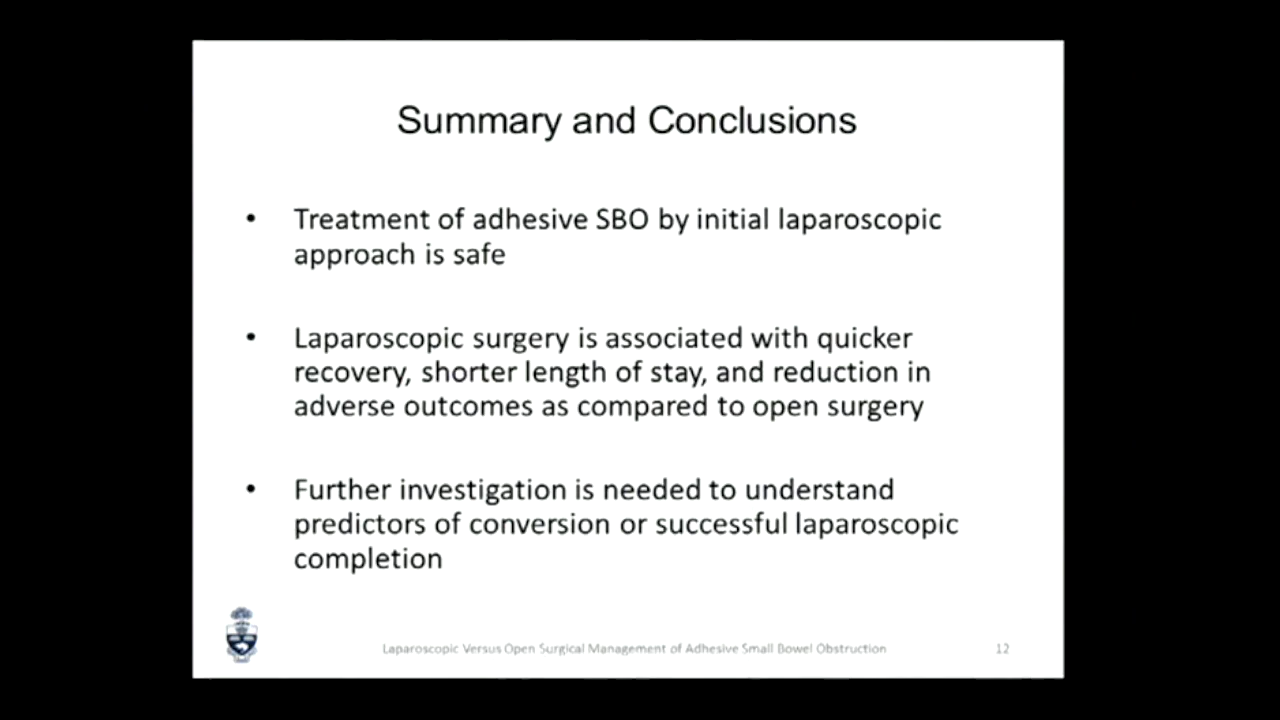 Summary and Conclusions
• Treatment of adhesive SBO by initial laparoscopic
approach is safe
• Laparoscopic surgery is associated with quicker
recovery, shorter length of stay, and reduction in
adverse outcomes as compared to open surgery
• Further investigation is needed to understand
predictors of conversion or successful laparoscopic
completion
Laparoscopic Versus Open Surgical Management of Adhesive Small Bowel Obstruction
12